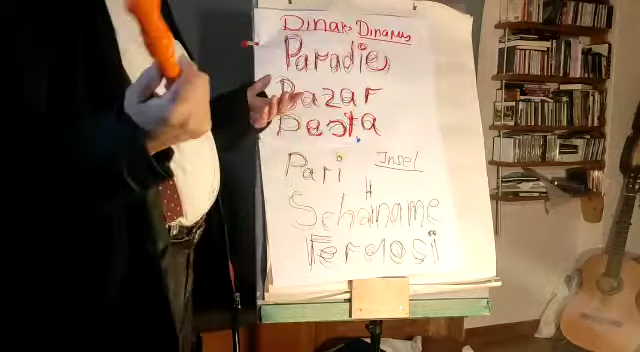 Dinar, Dinarus
Paradies
Bazar
Pasta
Pari Insel
Schahname
Ferdosi